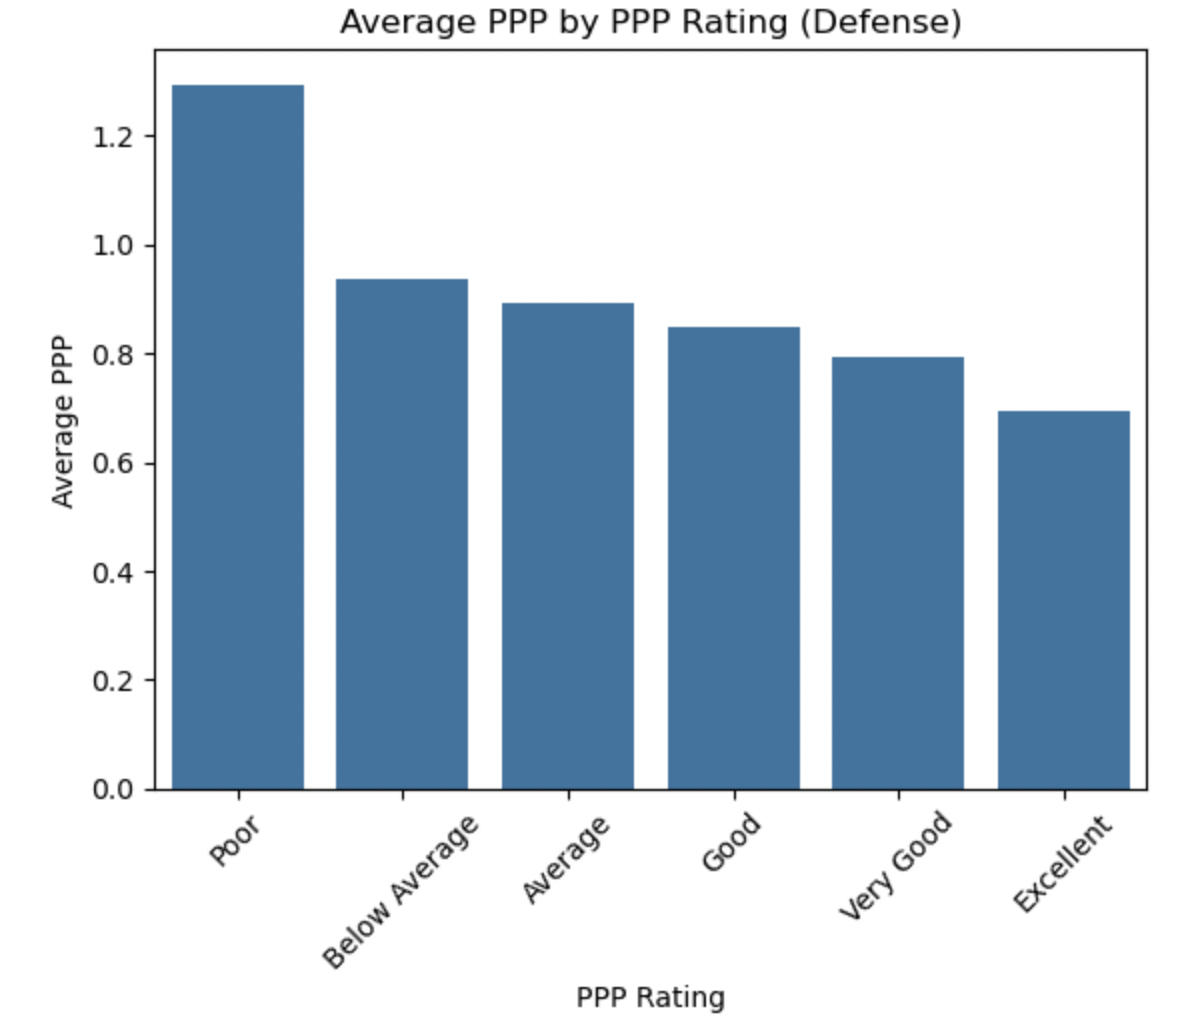 Average PPP by PPP Rating (Defense)
Average PPP
1.2
1.0
0.8
0.6
0.4
0.2
0.0
Poor
Below Average
Average
Good
Very Good
Excellent
PPP Rating